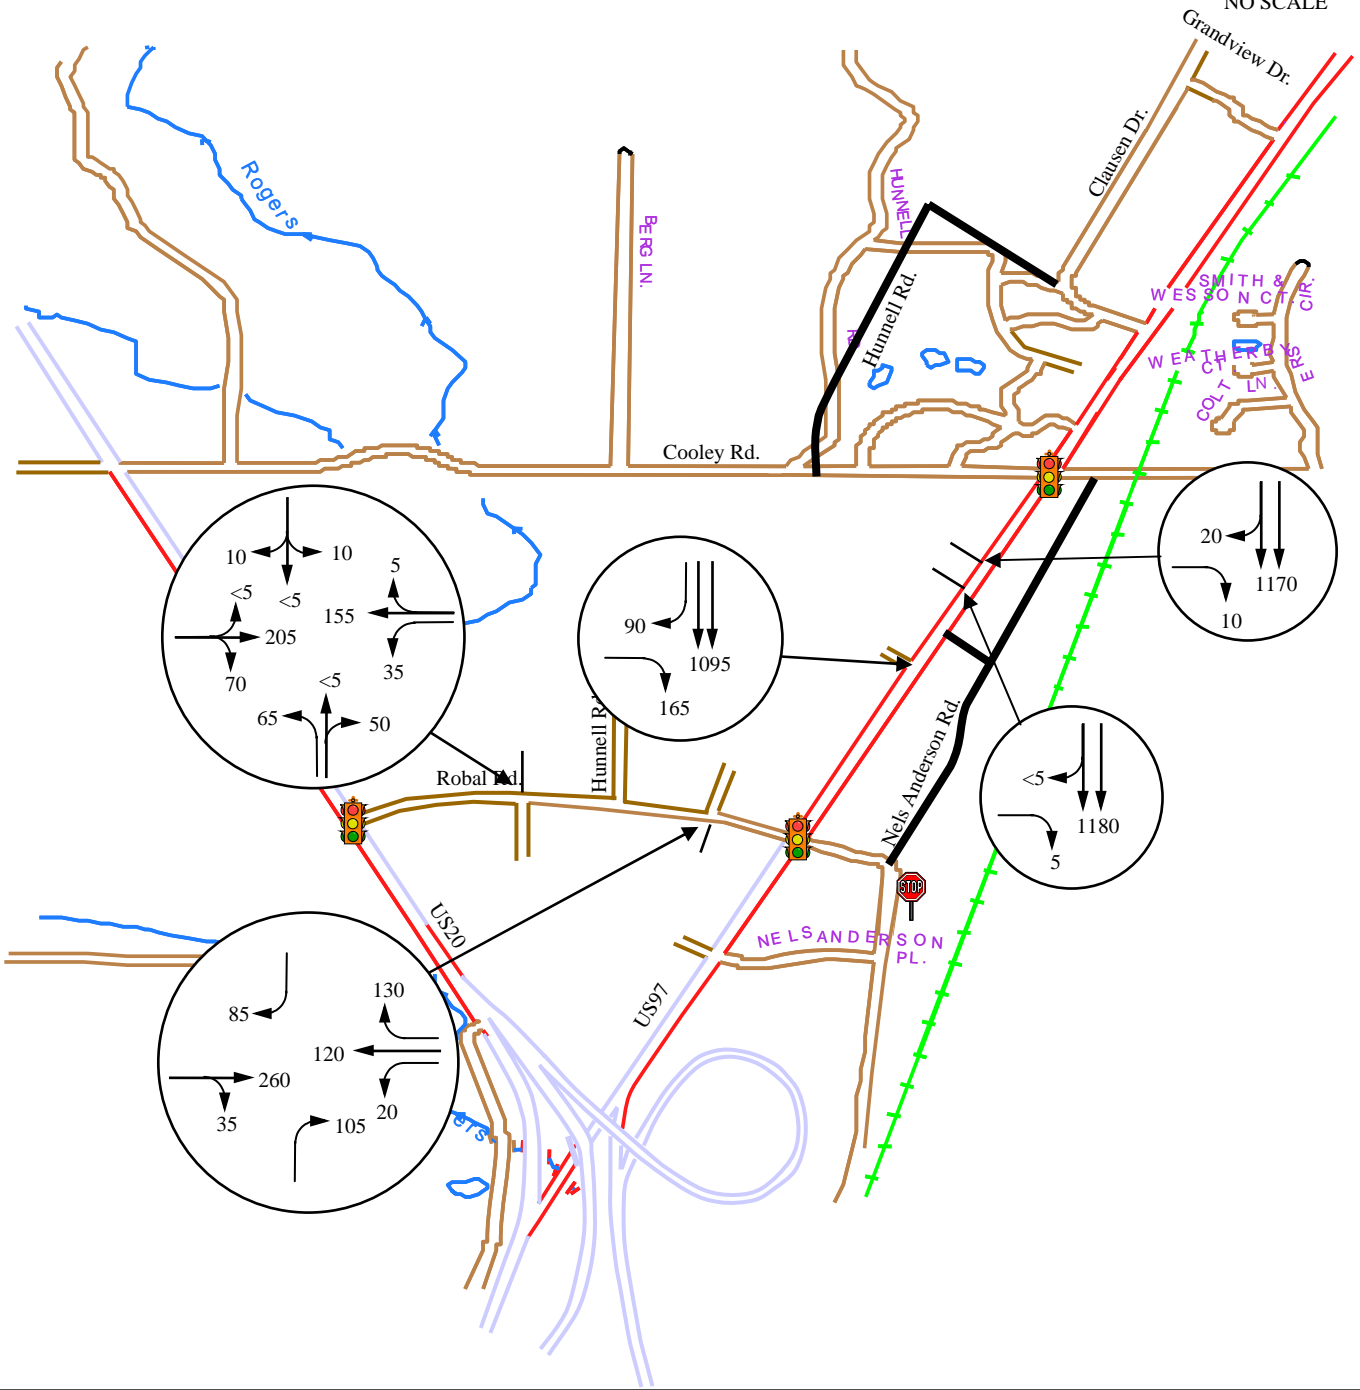 NO SCALE
Grandview Dr.
Clausen Dr.
Rogers
HUNNELL
BERG LN.
Hunnell Rd.
SMITH &
WESSON CT.
CIR.
WEATHERBY
CT
COLT LN.
ERS
Cooley Rd.
10
10
<5
<5
5
155
205
35
70
<5
65
50
90
1095
165
20
1170
10
<5
1180
5
Hunnell Rd
Robal Rd.
Nels Anderson Rd.
STOP
US20
NELS ANDERSON
PL.
US97
85
130
120
260
20
35
105
ers